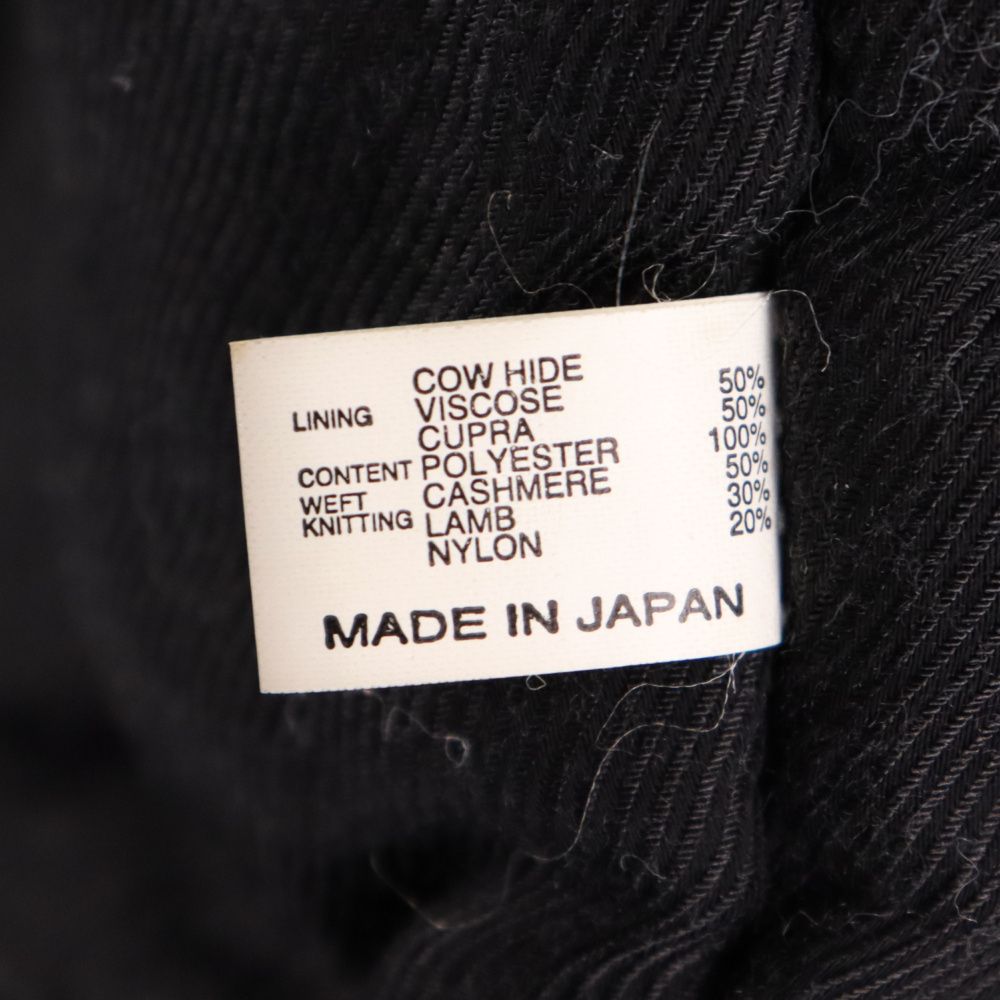 COW HIDE
LINING VISCOSE 50%
CUPRA 50%
CONTENT POLYESTER 100%
WEFT CASHMERE 50%
KNITTING LAMB 30%
NYLON 20%
MADE IN JAPAN